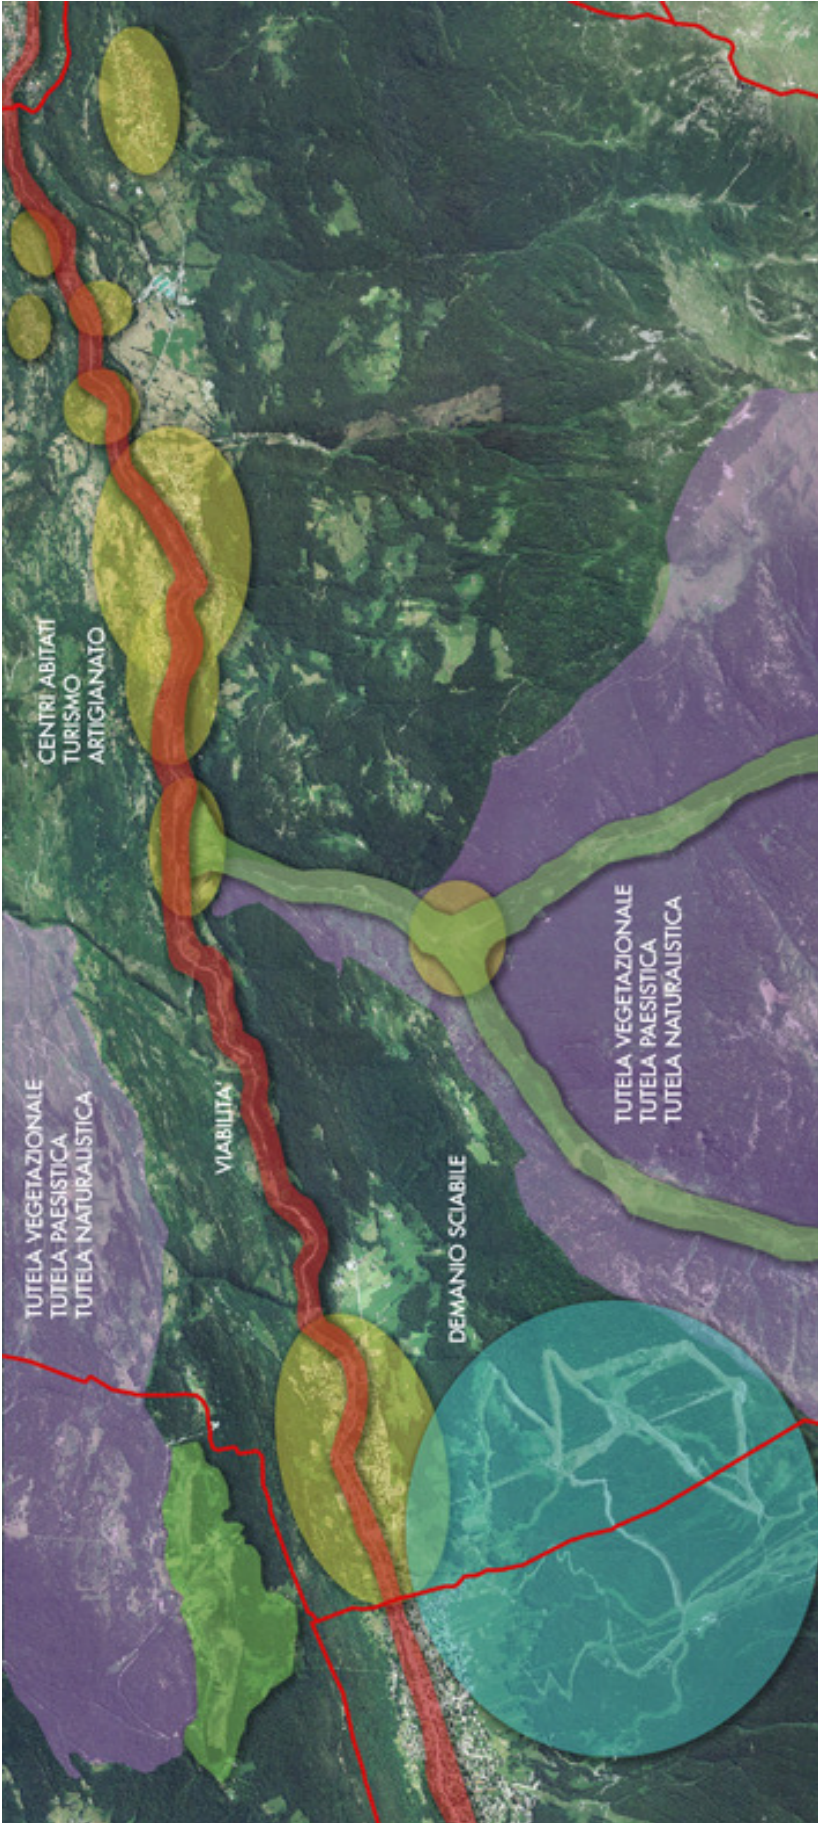 CENTRI ABITATI
TURISMO
ARTIGIANATO
TUTELA VEGETAZIONALE
TUTELA PAESISTICA
TUTELA NATURALISTICA
VIABILITA'
DEMANIO SCIABILE
TUTELA VEGETAZIONALE
TUTELA PAESISTICA
TUTELA NATURALISTICA